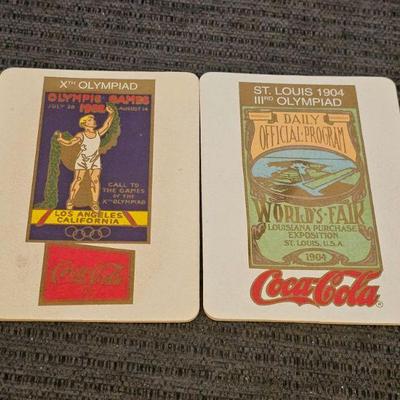 XTH OLYMPIAD
OLYMPIC GAMES
JULY 30 1932 AUGUST 14
CALL TO
THE GAMES
OF THE
XTH OLYMPIAD
LOS ANGELES
CALIFORNIA
Coca-Cola
ST. LOUIS 1904
IIIRD OLYMPIAD
DAILY
OFFICIAL·PROGRAM
WORLD'S·FAIR
LOUISIANA PURCHASE
EXPOSITION
ST. LOUIS, U.S.A.
1904
Coca-Cola®